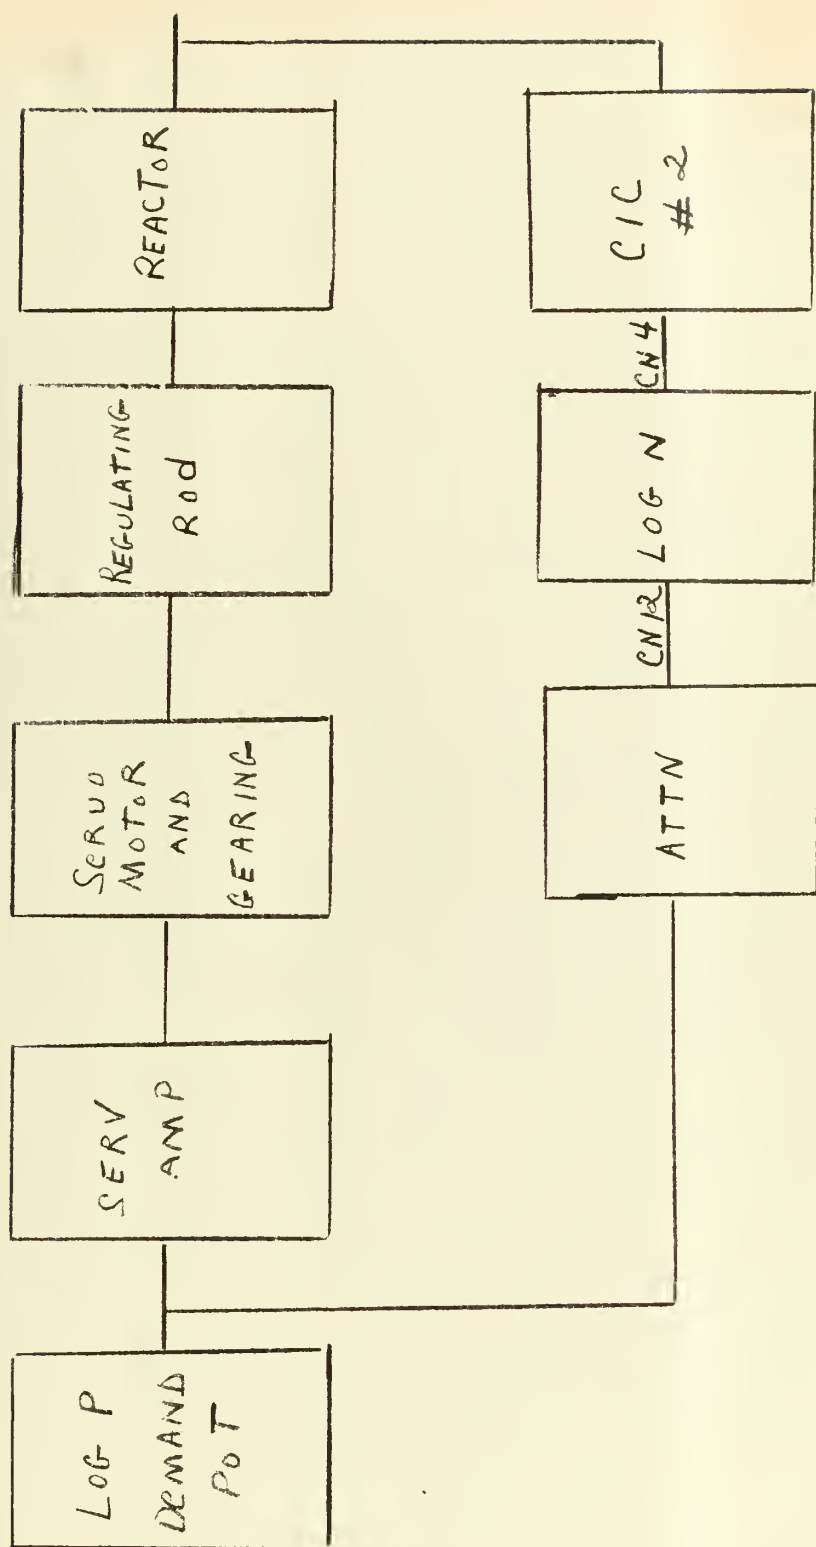 LOG P
DEMAND
POT
SERV
AMP
SERVO
MOTOR
AND
GEARING
REGULATING
ROd
REACTOR
ATTN
CN12
LOG N
CN4
CIC
# 2